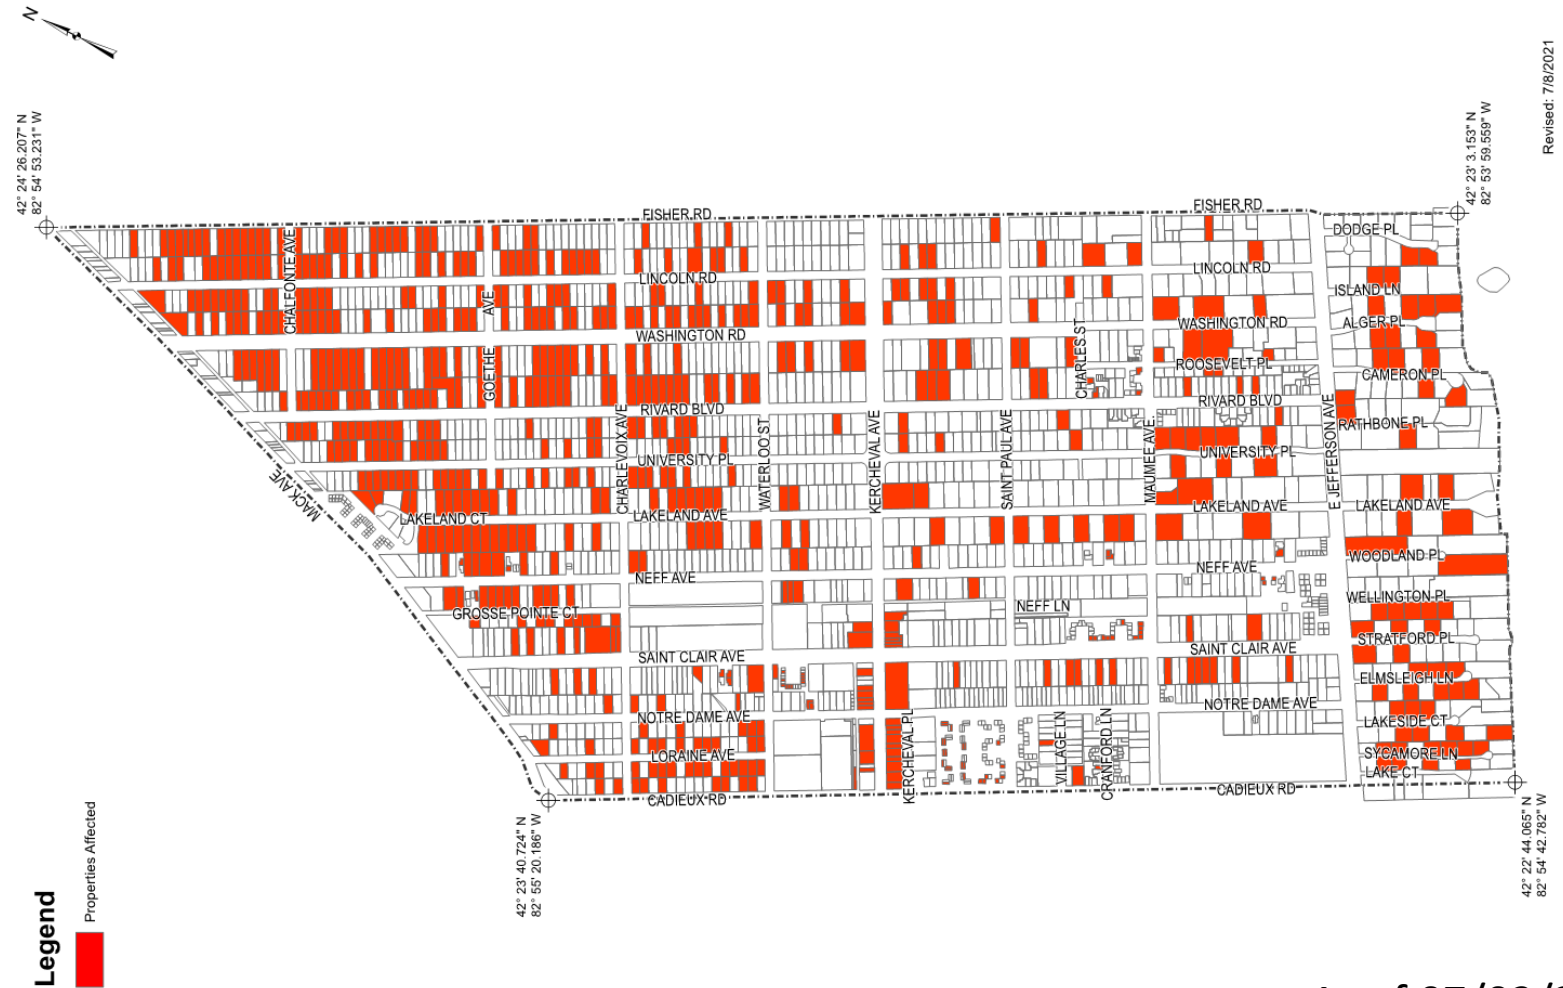 N
42° 24' 26.207" N
82° 54' 53.231" W
42° 23' 3.153" N
82° 53' 59.559" W
Revised: 7/8/2021
FISHER RD
FISHER RD
DODGE PL
CHALFONTE AVE
LINCOLN RD
LINCOLN RD
ISLAND LN
AVE
GOETHE
WASHINGTON RD
WASHINGTON RD
ALGER PL
CHARLES ST
ROOSEVELT PL
CAMERON PL
RIVARD BLVD
RIVARD BLVD
RATHBONE PL
CHARLEVOIX AVE
WATERLOO ST
KERCHEVAL AVE
SAINT PAUL AVE
MAUMEE AVE.
E JEFFERSON AVE
UNIVERSITY PL
UNIVERSITY PL
MACK AVE
LAKELAND CT
LAKELAND AVE
LAKELAND AVE
LAKELAND AVE
WOODLAND PL
NEFF AVE
NEFF AVE
WELLINGTON PL
GROSSE POINTE CT
NEFF LN
STRATFORD PL
SAINT CLAIR AVE
SAINT CLAIR AVE
ELMSLEIGH LN
NOTRE DAME AVE
NOTRE DAME AVE
LAKESIDE CT
LORAINE AVE
KERCHEVAL PL
VILLAGE LN
CRANFORD LN
SYCAMORE LN
LAKE CT
CADIEUX RD
CADIEUX RD
42° 23' 40.724" N
82° 55' 20.186" W
42° 22' 44.065" N
82° 54' 42.782" W
Legend
Properties Affected